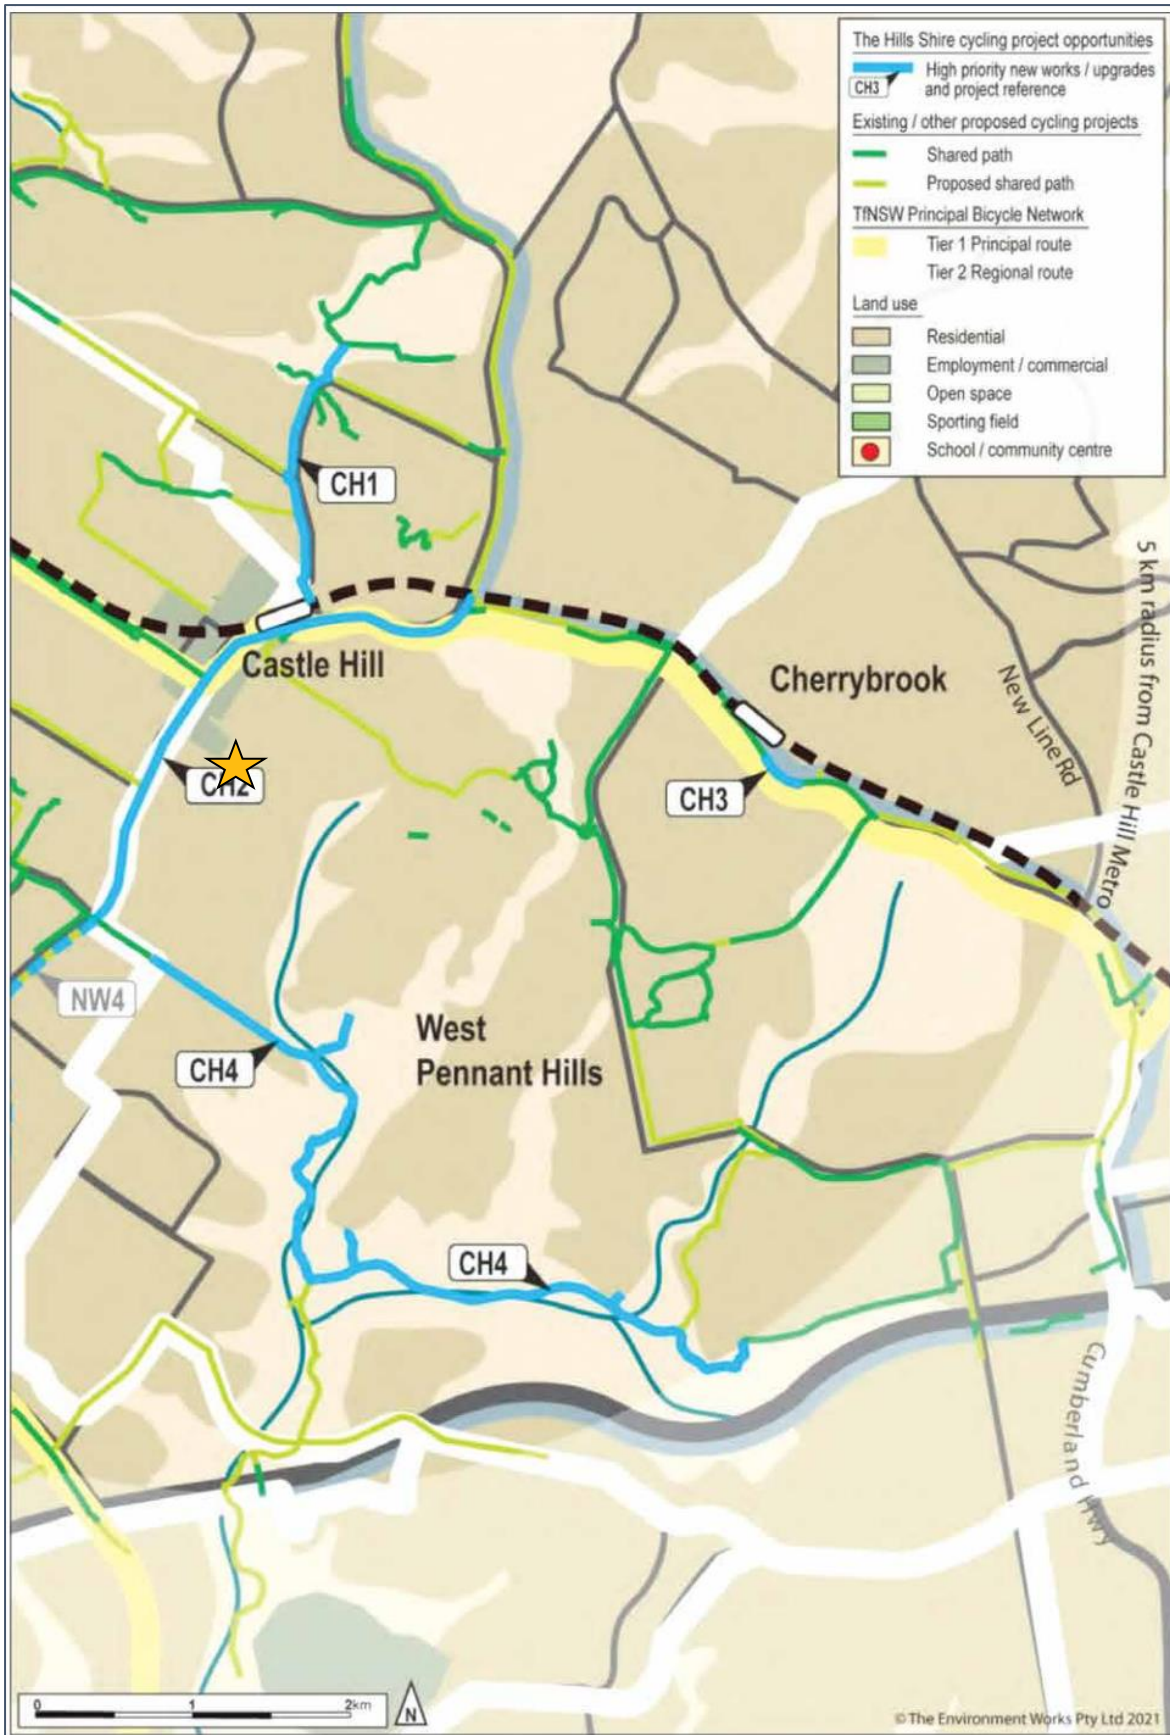 The Hills Shire cycling project opportunities
CH3
High priority new works / upgrades
and project reference
Existing / other proposed cycling projects
Shared path
Proposed shared path
TfNSW Principal Bicycle Network
Tier 1 Principal route
Tier 2 Regional route
Land use
Residential
Employment / commercial
Open space
Sporting field
School / community centre
CH1
Castle Hill
Cherrybrook
New Line Rd
5 km radius from Castle Hill Metro
CH2
CH3
NW4
West
Pennant Hills
CH4
CH4
Cumberland Hwy
0 1 2km
N
© The Environment Works Pty Ltd 2021